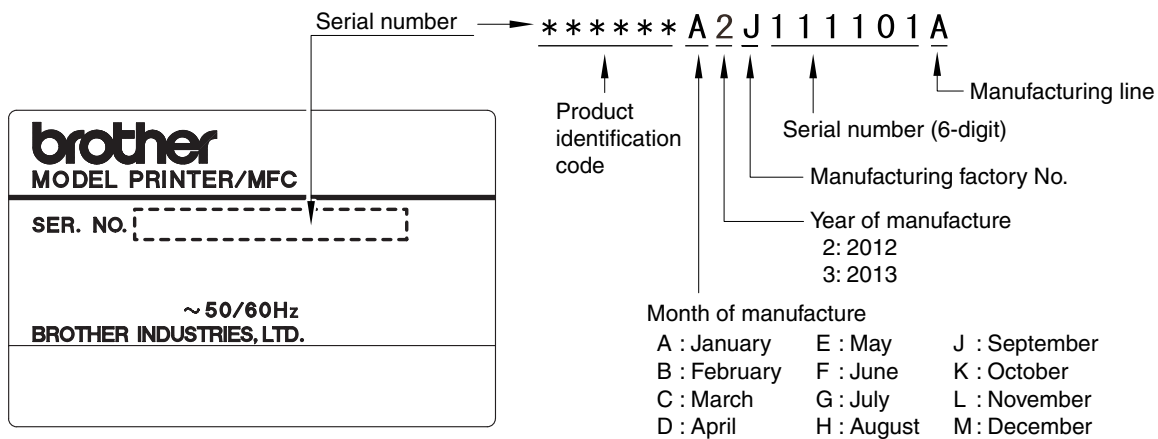 Serial number
******A2J111101A
Product
identification
code
Manufacturing line
Serial number (6-digit)
Manufacturing factory No.
Year of manufacture
2: 2012
3: 2013
Month of manufacture
A : January E : May J : September
B : February F : June K : October
C : March G : July L : November
D : April H : August M : December
brother
MODEL PRINTER/MFC
SER. NO.
~50/60Hz
BROTHER INDUSTRIES, LTD.